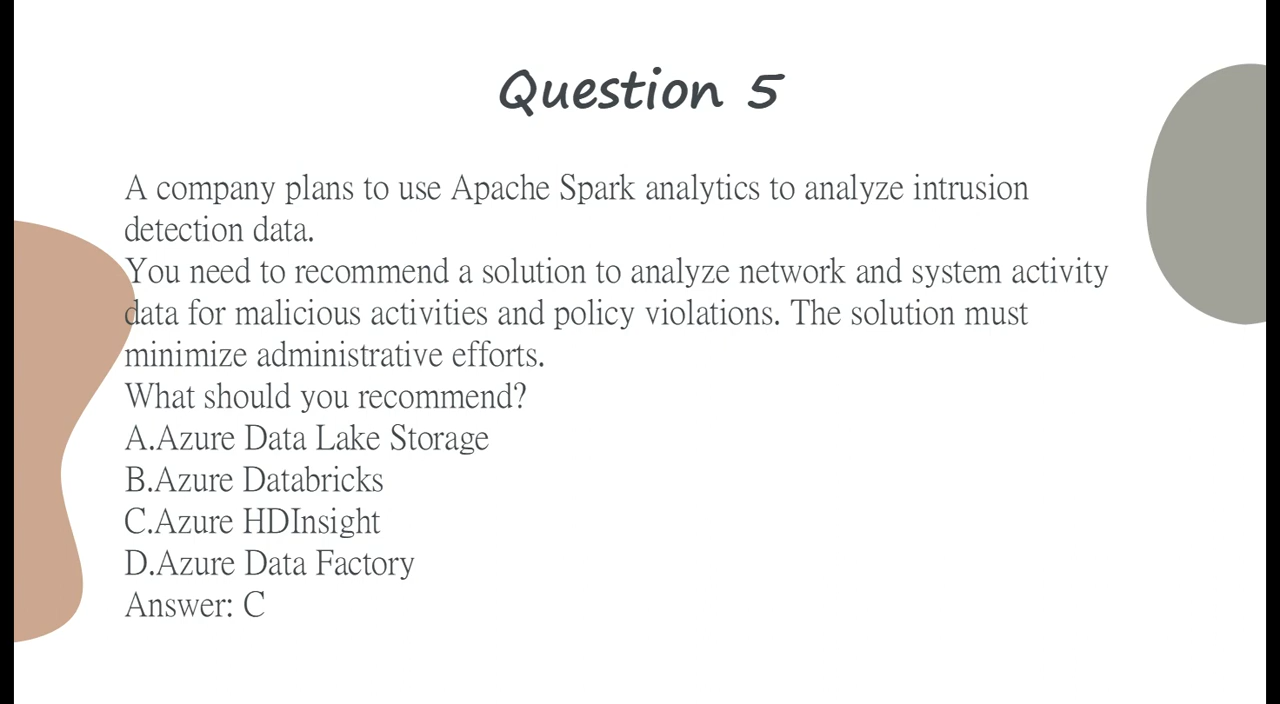 Question 5
A company plans to use Apache Spark analytics to analyze intrusion
detection data.
You need to recommend a solution to analyze network and system activity
data for malicious activities and policy violations. The solution must
minimize administrative efforts.
What should you recommend?
A.Azure Data Lake Storage
B.Azure Databricks
C.Azure HDInsight
D.Azure Data Factory
Answer: C